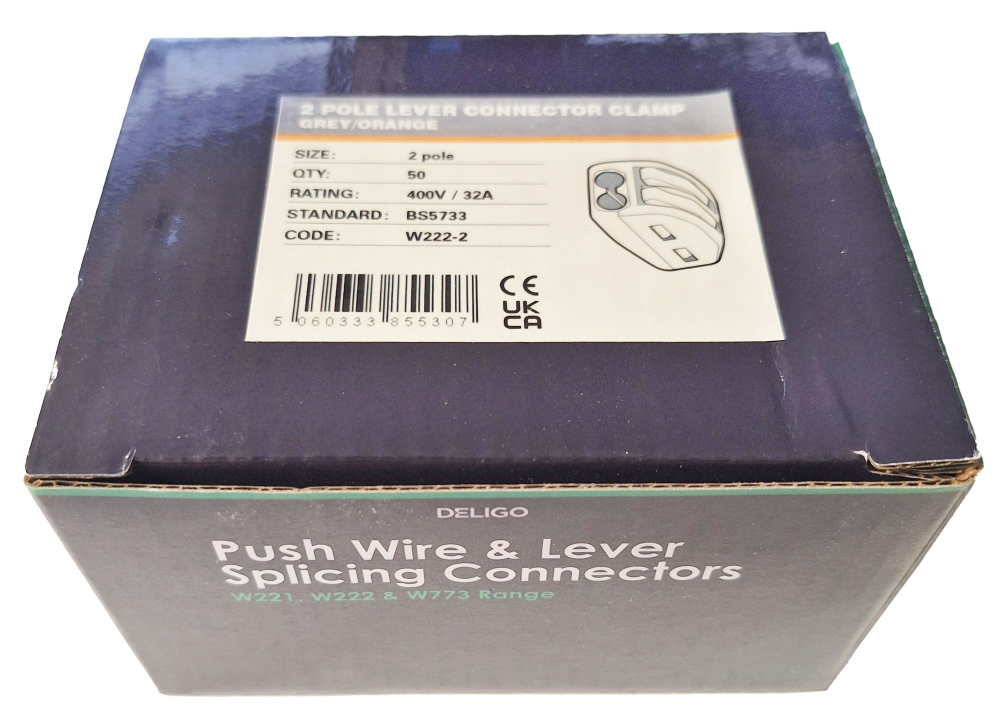 2 POLE LEVER CONNECTOR CLAMP
GREY/ORANGE
SIZE: 2 pole
QTY: 50
RATING: 400V / 32A
STANDARD: BS5733
CODE: W222-2
5 060333 855307
CE
UK
CA
DELIGO
Push Wire & Lever
Splicing Connectors
W221, W222 & W773 Range